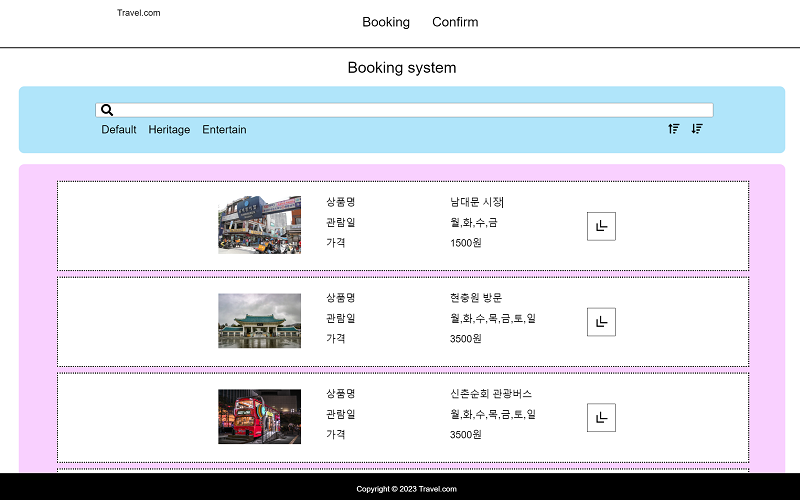 Travel.com
Booking Confirm
Booking system
Default Heritage Entertain
상품명 남대문 시장
관람일 월,화,수,금
가격 1500원
상품명 현충원 방문
관람일 월,화,수,목,금,토,일
가격 3500원
상품명 신촌순회 관광버스
관람일 월,화,수,목,금,토,일
가격 3500원
Copyright © 2023 Travel.com